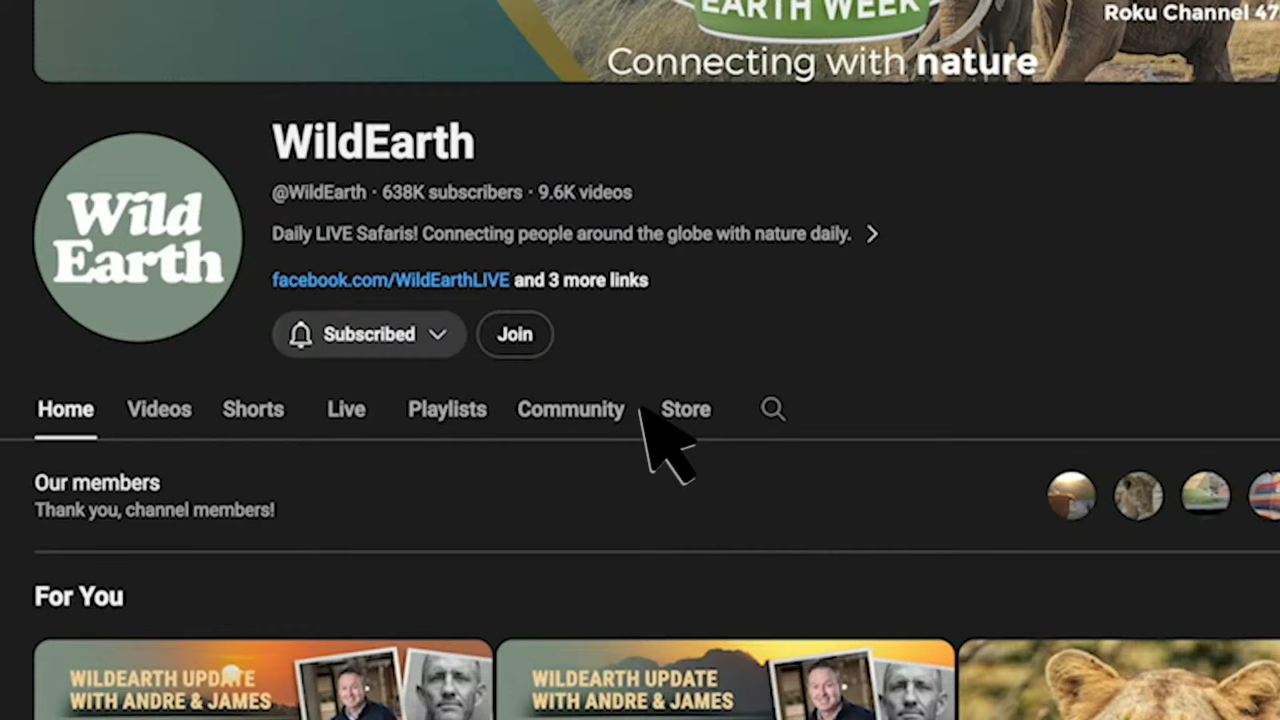 EARTH WEEK
Roku Channel 47
Connecting with nature
Wild
Earth
WildEarth
@WildEarth · 638K subscribers · 9.6K videos
Daily LIVE Safaris! Connecting people around the globe with nature daily.
facebook.com/WildEarthLIVE and 3 more links
Subscribed
Join
Home Videos Shorts Live Playlists Community Store
Our members
Thank you, channel members!
For You
WILDEARTH UPDATE
WITH ANDRE & JAMES
WILDEARTH UPDATE
WITH ANDRE & JAMES